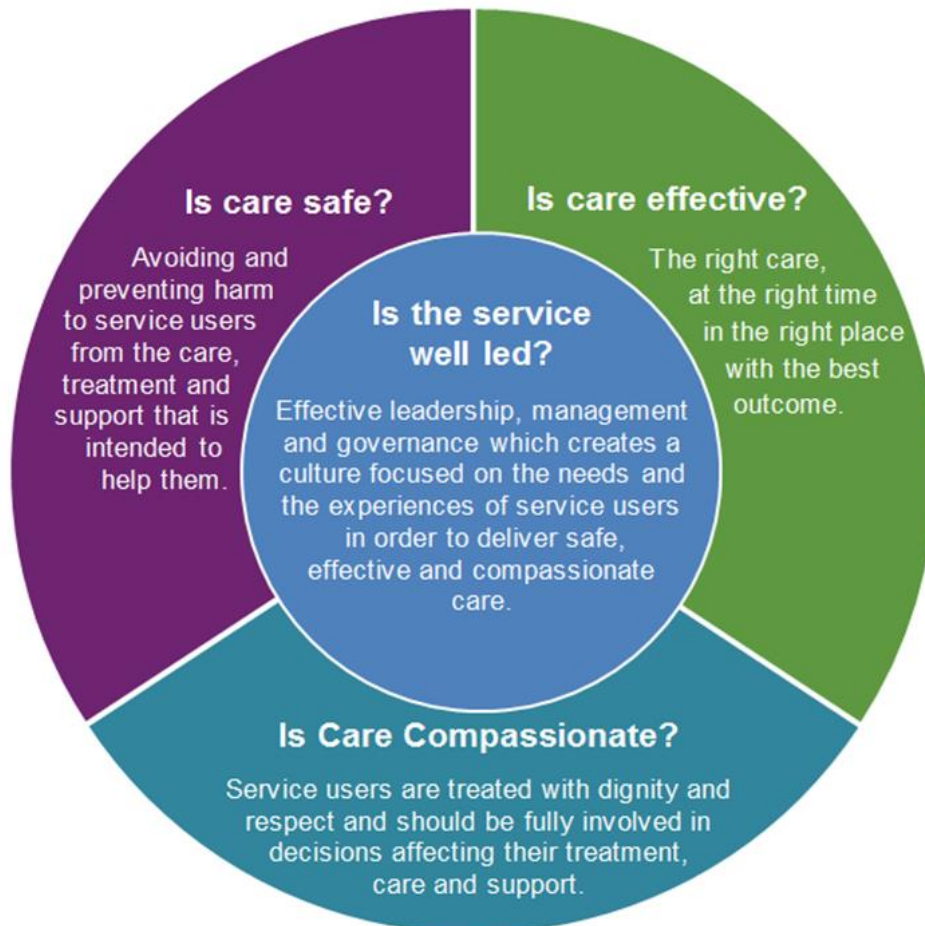 Is care safe?
Avoiding and
preventing harm
to service users
from the care,
treatment and
support that is
intended to
help them.
Is care effective?
The right care,
at the right time
in the right place
with the best
outcome.
Is the service
well led?
Effective leadership, management
and governance which creates a
culture focused on the needs and
the experiences of service users
in order to deliver safe,
effective and compassionate
care.
Is Care Compassionate?
Service users are treated with dignity and
respect and should be fully involved in
decisions affecting their treatment,
care and support.